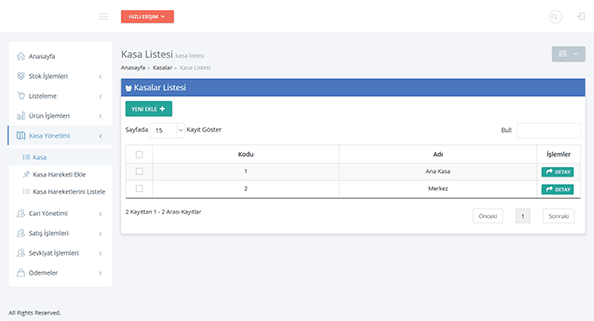 HIZLI ERİŞİM
Anasayfa
Stok İşlemleri
Listeleme
Ürün İşlemleri
Kasa Yönetimi
Kasa
Kasa Hareketi Ekle
Kasa Hareketlerini Listele
Cari Yönetimi
Satış İşlemleri
Sevkiyat İşlemleri
Ödemeler
Kasa Listesi kasa listesi
Anasayfa » Kasalar » Kasa Listesi
Kasalar Listesi
YENİ EKLE +
Sayfada 15 Kayıt Göster
Bul:
Kodu Adı İşlemler
1 Ana Kasa DETAY
2 Merkez DETAY
2 Kayıttan 1 - 2 Arası Kayıtlar
Önceki 1 Sonraki
All Rights Reserved.